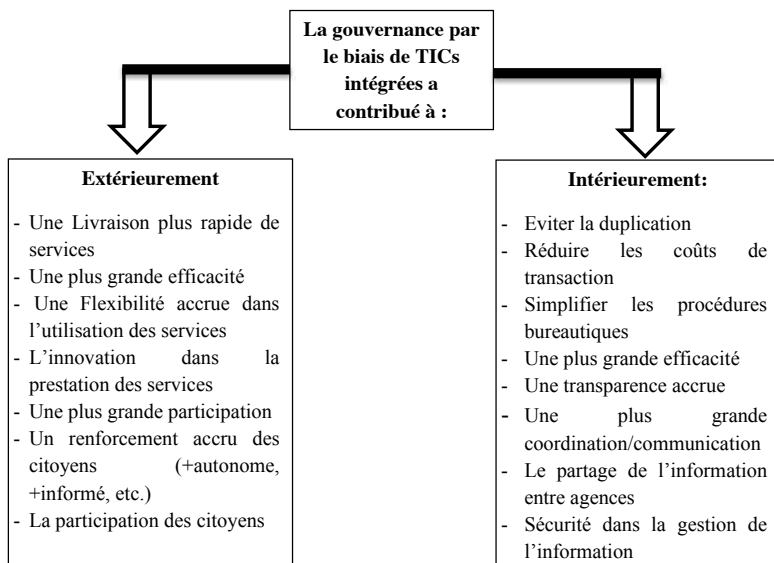 La gouvernance par
le biais de TICs
intégrées a
contribué à :
Extérieurement
- Une Livraison plus rapide de
services
- Une plus grande efficacité
- Une Flexibilité accrue dans
l’utilisation des services
- L’innovation dans la
prestation des services
- Une plus grande participation
- Un renforcement accru des
citoyens (+autonome,
+informé, etc.)
- La participation des citoyens
Intérieurement:
- Eviter la duplication
- Réduire les coûts de
transaction
- Simplifier les procédures
bureautiques
- Une plus grande efficacité
- Une transparence accrue
- Une plus grande
coordination/communication
- Le partage de l’information
entre agences
- Sécurité dans la gestion de
l’information